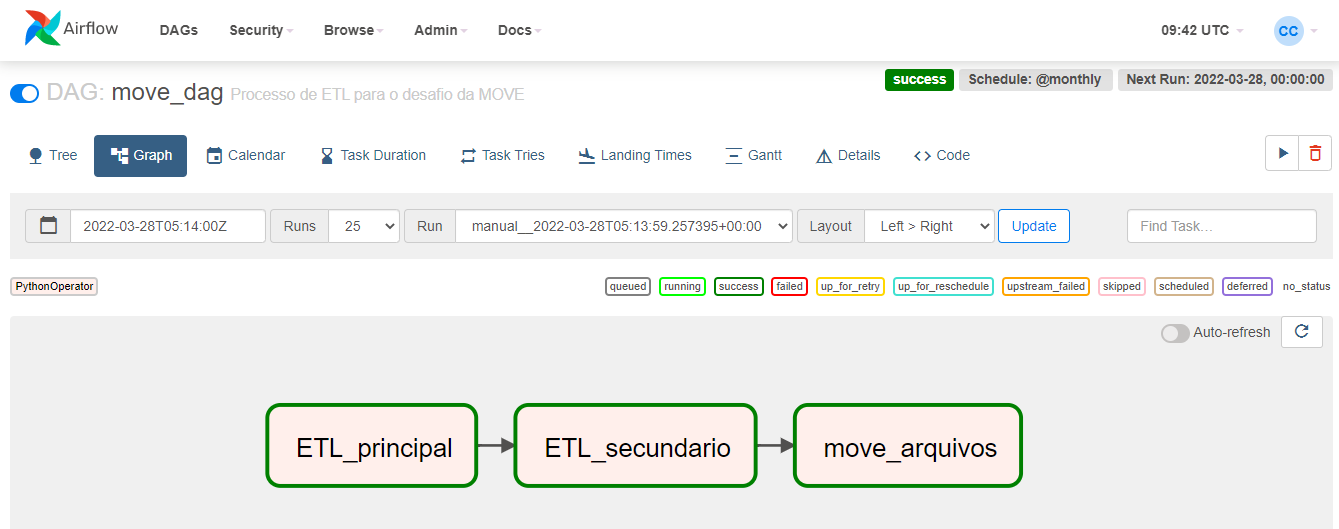 Airflow DAGs Security Browse Admin Docs 09:42 UTC CC
success Schedule: @monthly Next Run: 2022-03-28, 00:00:00
DAG: move_dag Processo de ETL para o desafio da MOVE
Tree Graph Calendar Task Duration Task Tries Landing Times Gantt Details Code
2022-03-28T05:14:00Z Runs 25 Run manual__2022-03-28T05:13:59.257395+00:00 Layout Left > Right Update Find Task...
PythonOperator queued running success failed up_for_retry up_for_reschedule upstream_failed skipped scheduled deferred no_status
Auto-refresh
ETL_principal ETL_secundario move_arquivos